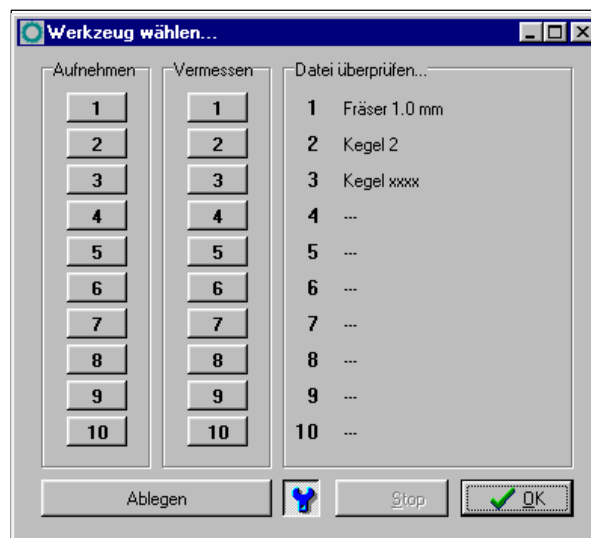 Werkzeug wählen...
Aufnehmen Vermessen Datei überprüfen...
1 1 1 Fräser 1.0 mm
2 2 2 Kegel 2
3 3 3 Kegel xxxx
4 4 4 ---
5 5 5 ---
6 6 6 ---
7 7 7 ---
8 8 8 ---
9 9 9 ---
10 10 10 ---
Ablegen Stop OK